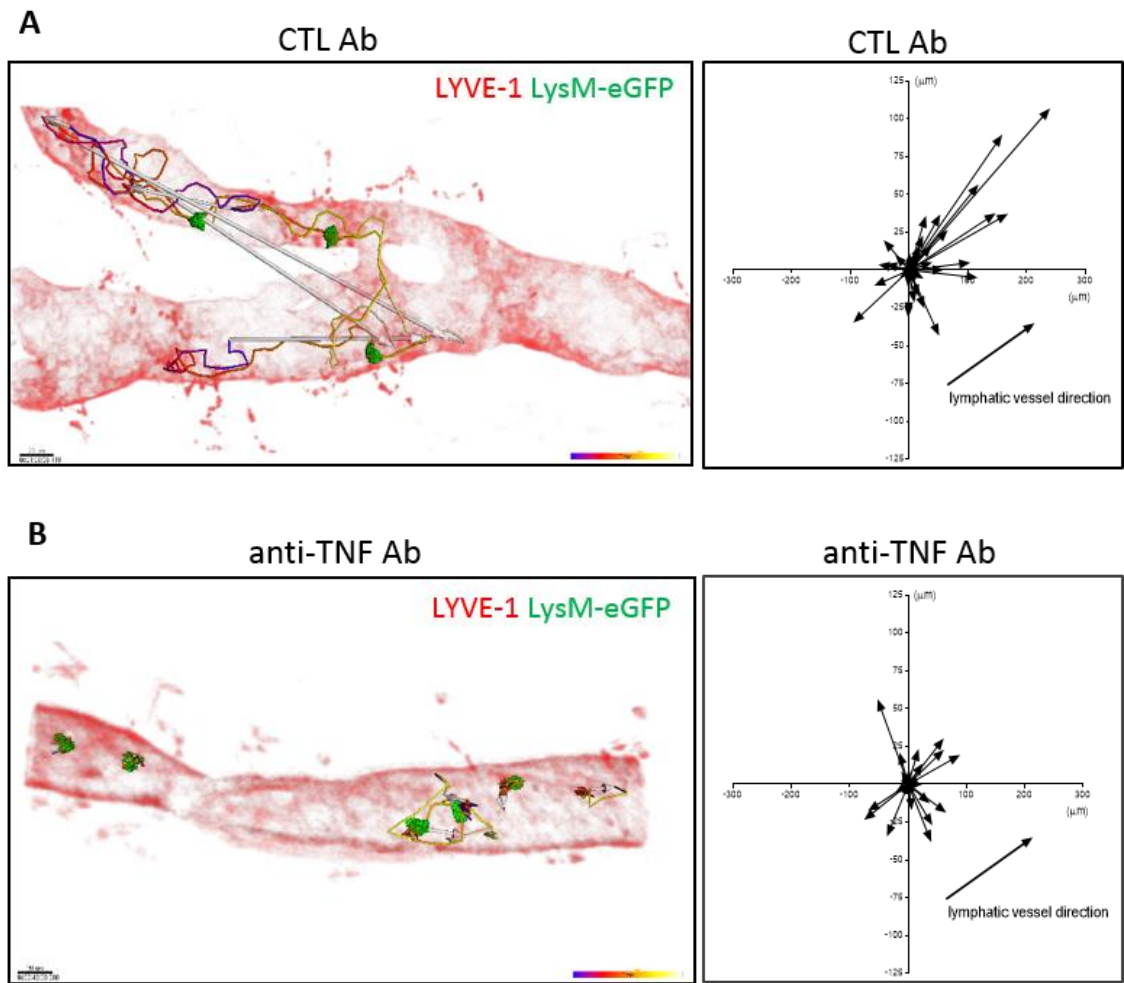 A
CTL Ab
CTL Ab
LYVE-1 LysM-eGFP
125
(μm)
100
75
50
25
-300
-200
-100
100
200
300
(μm)
-25
-50
-75
lymphatic vessel direction
-100
-125
B
anti-TNF Ab
anti-TNF Ab
LYVE-1 LysM-eGFP
125
(μm)
100
75
50
25
-300
-200
-100
100
200
300
(μm)
-25
-50
-75
lymphatic vessel direction
-100
-125